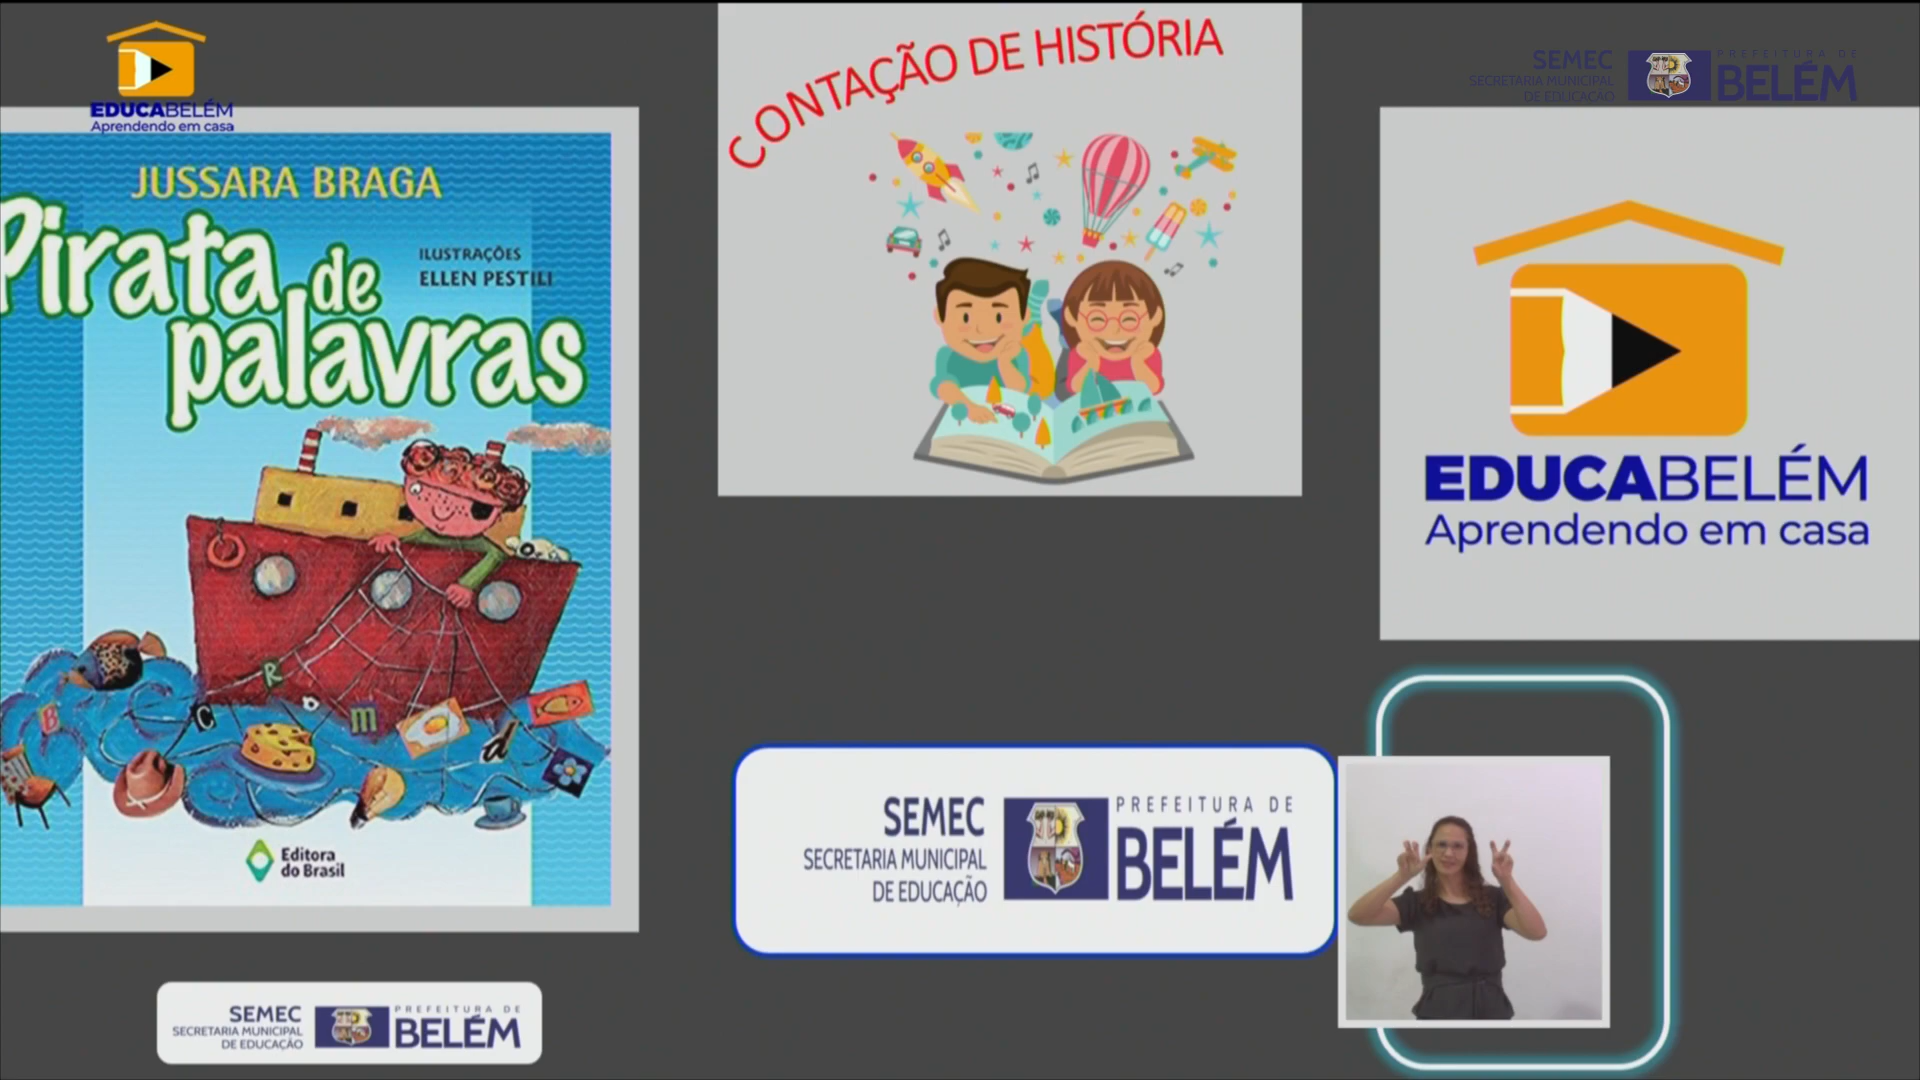 EDUCABELÉM
Aprendendo em casa
JUSSARA BRAGA
Pirata de
palavras
ILUSTRAÇÕES
ELLEN PESTILI
B
R
C
o
m
d
Editora
do Brasil
SEMEC
SECRETARIA MUNICIPAL
DE EDUCAÇÃO
PREFEITURA DE
BELÉM
CONTAÇÃO DE HISTÓRIA
SEMEC
SECRETARIA MUNICIPAL
DE EDUCAÇÃO
PREFEITURA DE
BELÉM
SEMEC
SECRETARIA MUNICIPAL
DE EDUCAÇÃO
PREFEITURA DE
BELÉM
EDUCABELÉM
Aprendendo em casa